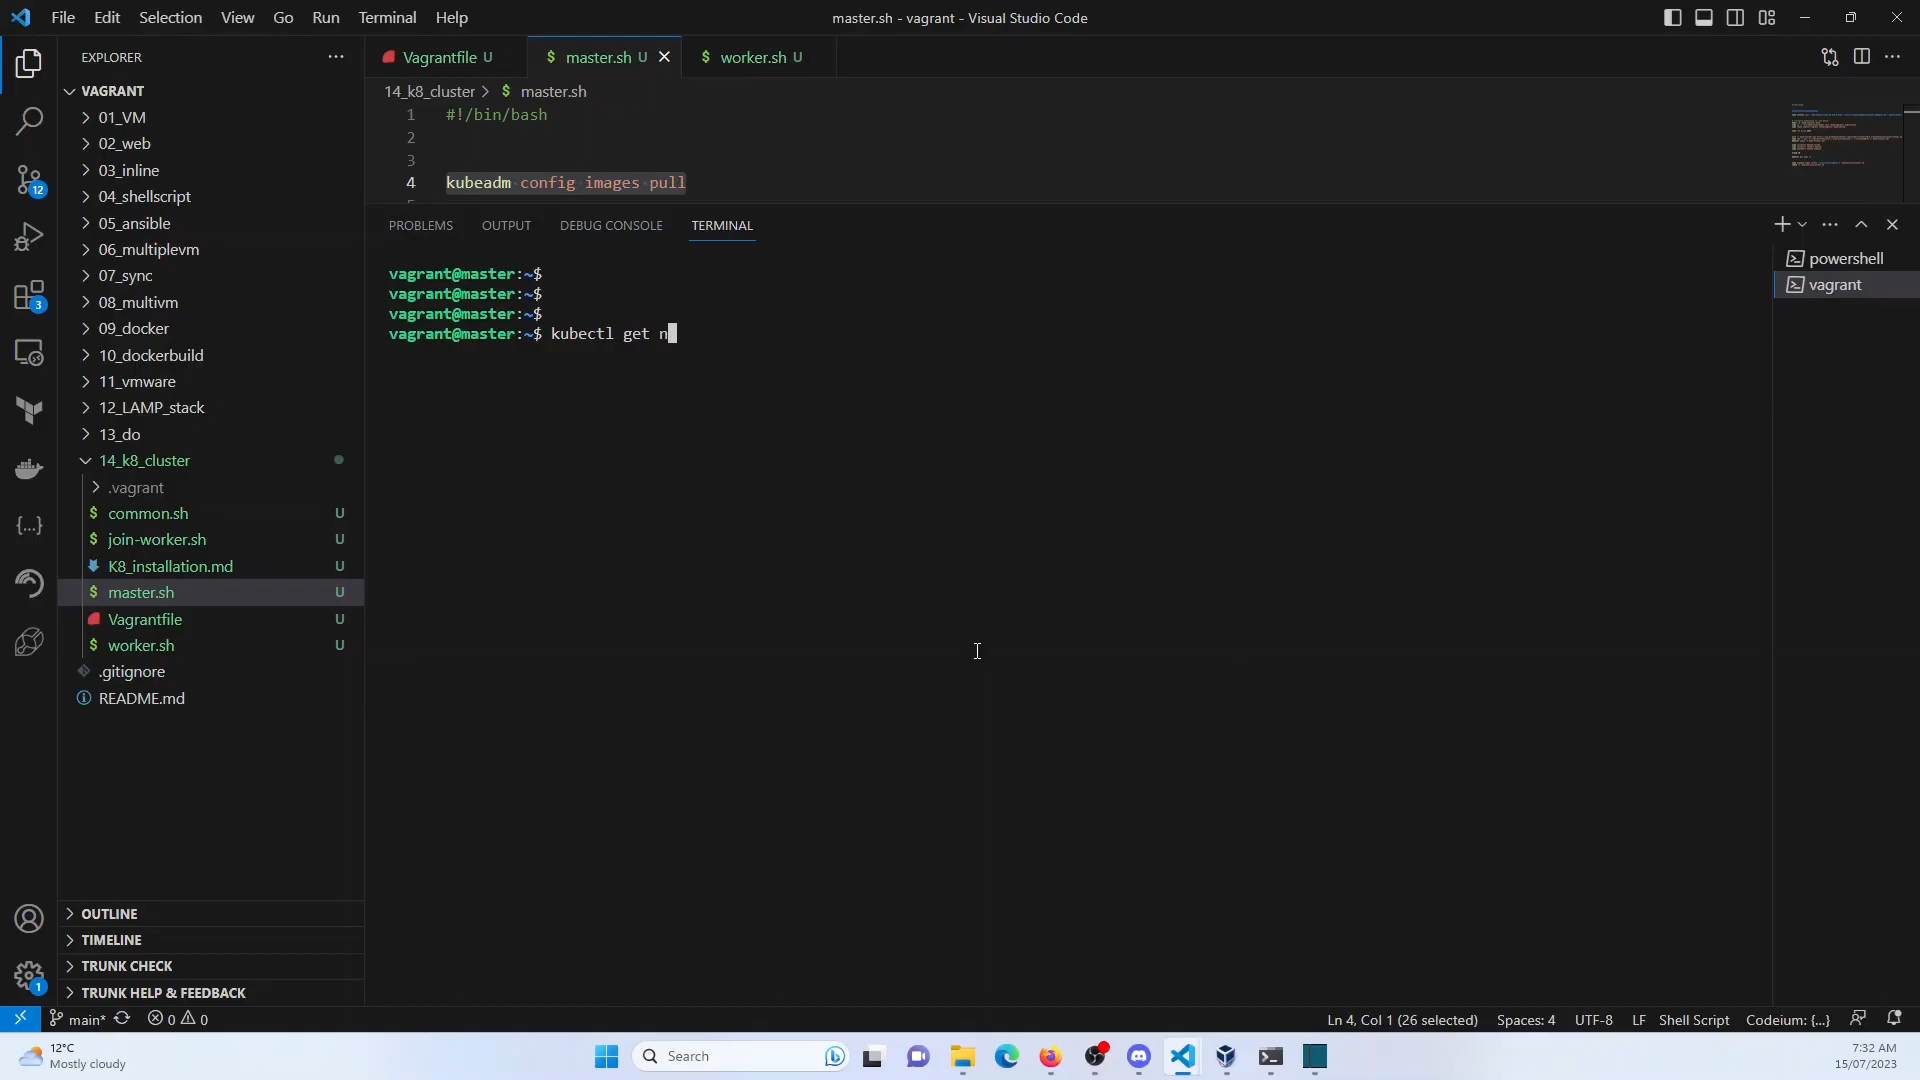 File Edit Selection View Go Run Terminal Help
master.sh - vagrant - Visual Studio Code
EXPLORER
VAGRANT
01_VM
02_web
03_inline
04_shellscript
05_ansible
06_multiplevm
07_sync
08_multivm
09_docker
10_dockerbuild
11_vmware
12_LAMP_stack
13_do
14_k8_cluster
.vagrant
common.sh U
join-worker.sh U
K8_installation.md U
master.sh U
Vagrantfile U
worker.sh U
.gitignore
README.md
OUTLINE
TIMELINE
TRUNK CHECK
TRUNK HELP & FEEDBACK
12
3
1
Vagrantfile U
master.sh U
worker.sh U
14_k8_cluster > $ master.sh
1 #!/bin/bash
2
3
4 kubeadm config images pull
PROBLEMS OUTPUT DEBUG CONSOLE TERMINAL
vagrant@master:~$
vagrant@master:~$
vagrant@master:~$
vagrant@master:~$ kubectl get n
powershell
vagrant
main* 0 0
Ln 4, Col 1 (26 selected) Spaces: 4 UTF-8 LF Shell Script Codeium: {...}
12°C
Mostly cloudy
Search
7:32 AM
15/07/2023